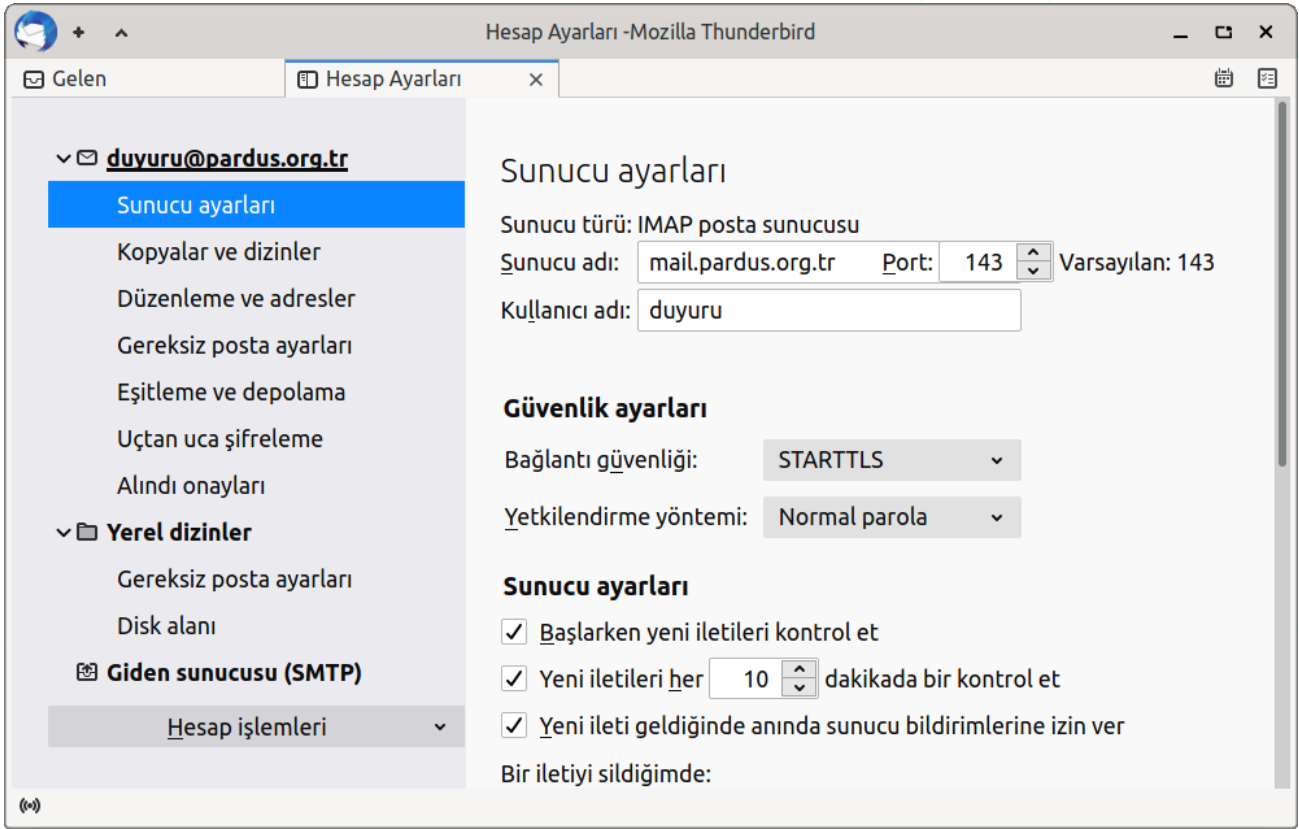 Hesap Ayarları -Mozilla Thunderbird
Gelen
Hesap Ayarları
duyuru@pardus.org.tr
Sunucu ayarları
Kopyalar ve dizinler
Düzenleme ve adresler
Gereksiz posta ayarları
Eşitleme ve depolama
Uçtan uca şifreleme
Alındı onayları
Yerel dizinler
Gereksiz posta ayarları
Disk alanı
Giden sunucusu (SMTP)
Hesap işlemleri
Sunucu ayarları
Sunucu türü: IMAP posta sunucusu
Sunucu adı: mail.pardus.org.tr Port: 143 Varsayılan: 143
Kullanıcı adı: duyuru
Güvenlik ayarları
Bağlantı güvenliği: STARTTLS
Yetkilendirme yöntemi: Normal parola
Sunucu ayarları
Başlarken yeni iletileri kontrol et
Yeni iletileri her 10 dakikada bir kontrol et
Yeni ileti geldiğinde anında sunucu bildirimlerine izin ver
Bir iletiyi sildiğimde: